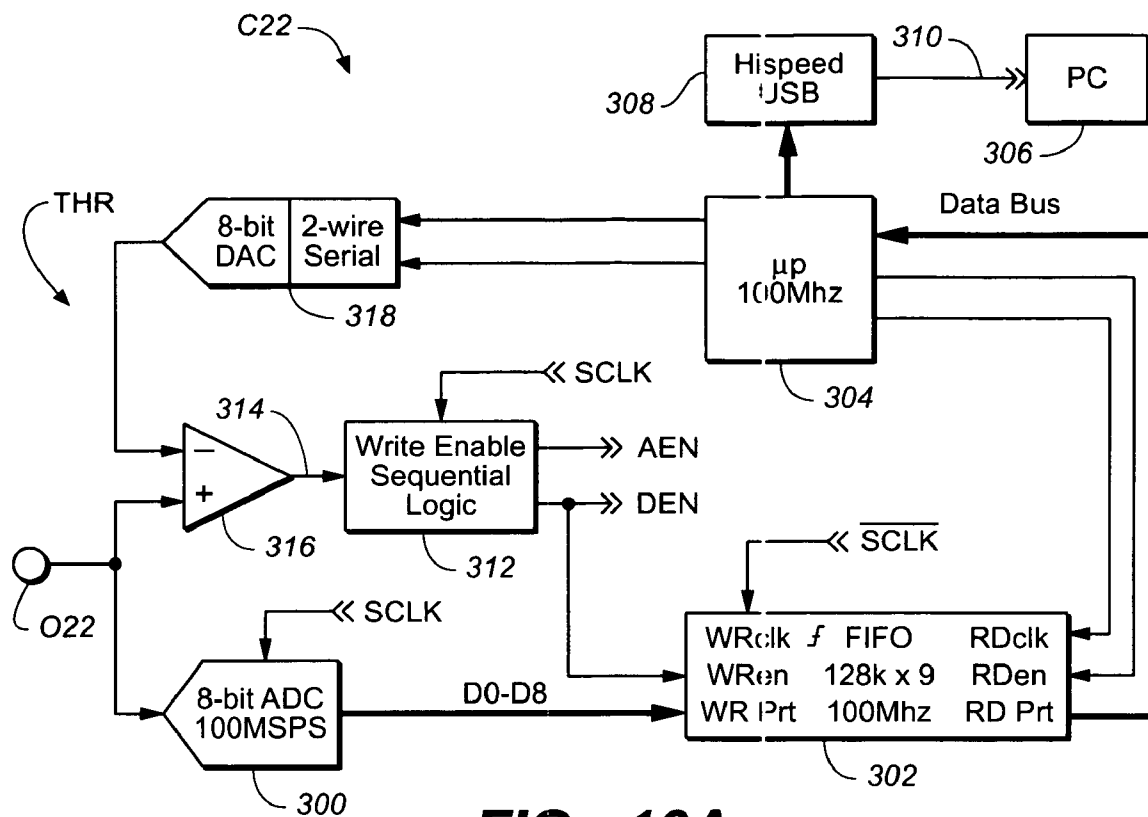 C22
310
Hispeed
USB
PC
308
306
THR
8-bit
DAC
2-wire
Serial
318
µp
100Mhz
304
Data Bus
314
SCLK
Write Enable
Sequential
Logic
AEN
DEN
316
312
O22
SCLK
SCLK
8-bit ADC
100MSPS
300
D0-D8
WRclk FIFO RDclk
WRen 128k x 9 RDen
WR Prt 100Mhz RD Prt
302